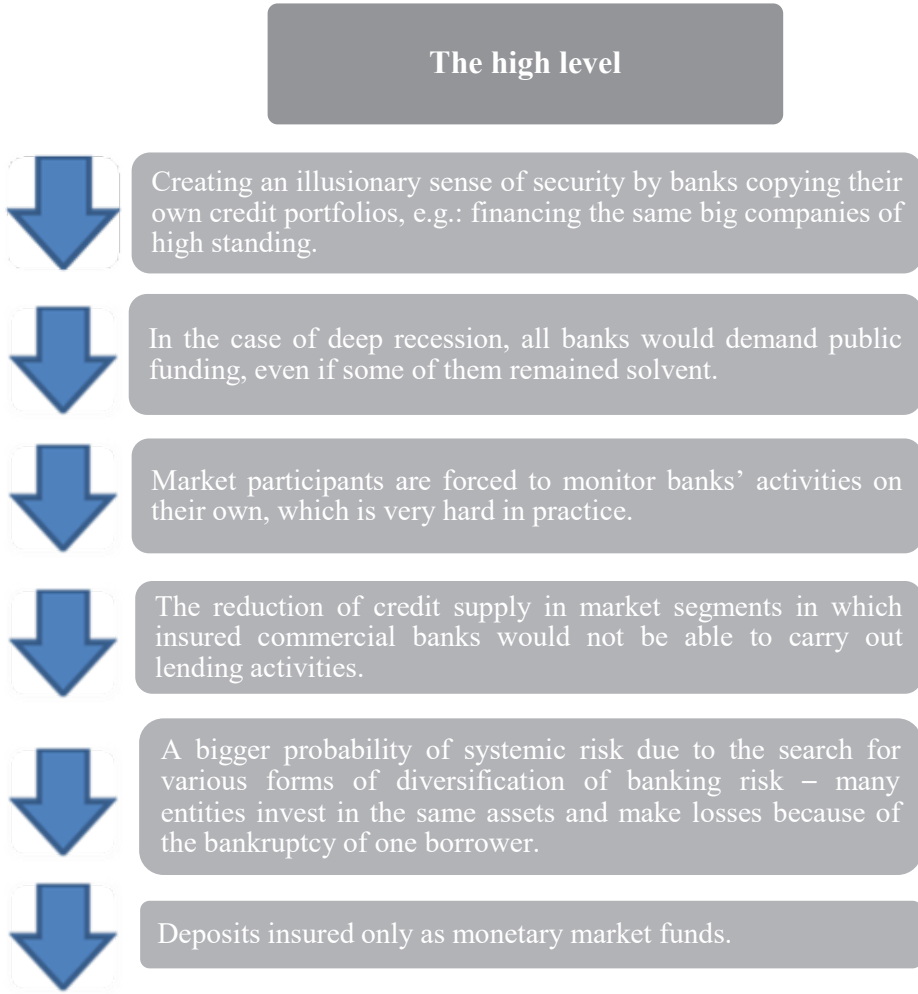 The high level
Creating an illusionary sense of security by banks copying their
own credit portfolios, e.g.: financing the same big companies of
high standing.
In the case of deep recession, all banks would demand public
funding, even if some of them remained solvent.
Market participants are forced to monitor banks’ activities on
their own, which is very hard in practice.
The reduction of credit supply in market segments in which
insured commercial banks would not be able to carry out
lending activities.
A bigger probability of systemic risk due to the search for
various forms of diversification of banking risk – many
entities invest in the same assets and make losses because of
the bankruptcy of one borrower.
Deposits insured only as monetary market funds.